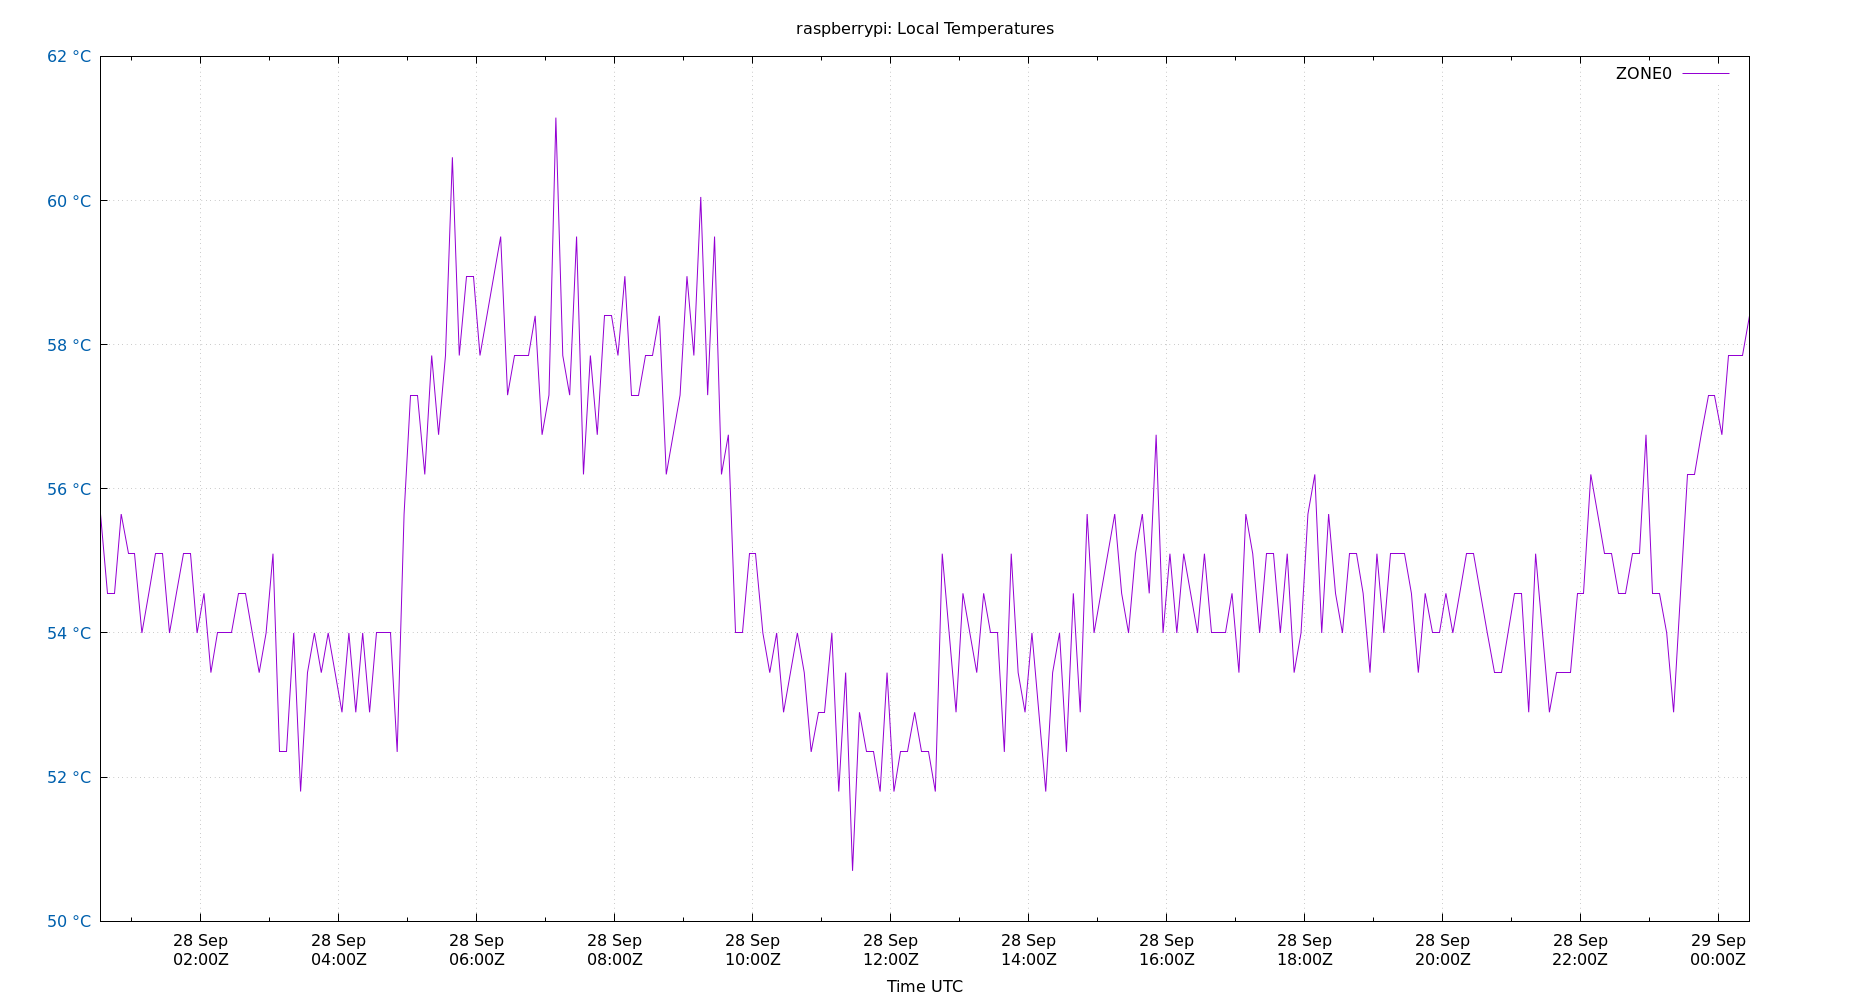 raspberrypi: Local Temperatures
62 °C
ZONE0
60 °C
58 °C
56 °C
54 °C
52 °C
50 °C
28 Sep 28 Sep 28 Sep 28 Sep 28 Sep 28 Sep 28 Sep 28 Sep 28 Sep 28 Sep 28 Sep 29 Sep
02:00Z 04:00Z 06:00Z 08:00Z 10:00Z 12:00Z 14:00Z 16:00Z 18:00Z 20:00Z 22:00Z 00:00Z
Time UTC